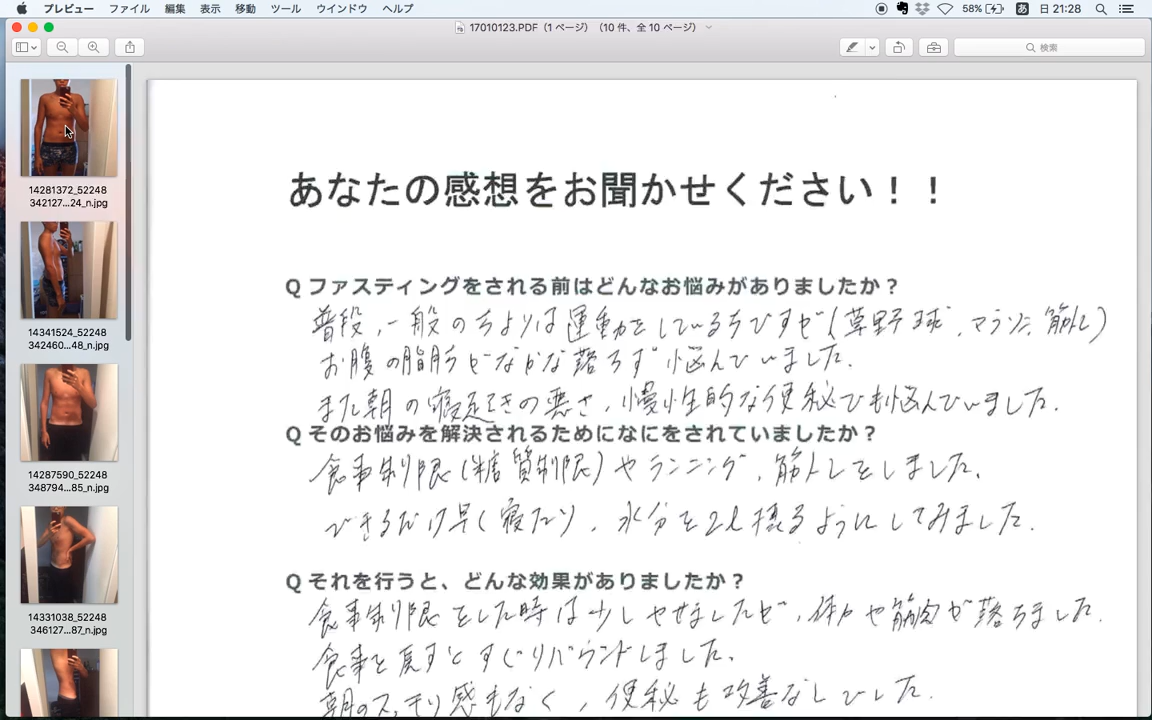 プレビュー ファイル 編集 表示 移動 ツール ウインドウ ヘルプ 58% あ 日 21:28
17010123.PDF（1 ページ） （10 件、全 10 ページ）
検索
14281372_52248
342127...24_n.jpg
14341524_52248
342460...48_n.jpg
14287590_52248
348794...85_n.jpg
14331038_52248
346127...87_n.jpg
あなたの感想をお聞かせください！！
Q ファスティングをされる前はどんなお悩みがありましたか？
普段、一般の方よりは運動をしている方ですが（草野球、マラソン、筋トレ）
お腹の脂肪がなかなか落ちず悩んでいました。
また朝の寝起きの悪さ、慢性的な便秘でも悩んでいました。
Q そのお悩みを解決されるためになにをされていましたか？
食事制限（糖質制限）やランニング、筋トレをしました。
できるだけ早く寝たり、水分を2l摂るようにしてみました。
Q それを行うと、どんな効果がありましたか？
食事制限をした時は少しやせましたが、体力や筋肉が落ちました。
食事を戻すとすぐリバウンドしました。
朝のスッキリ感もなく、便秘も改善なしでした。